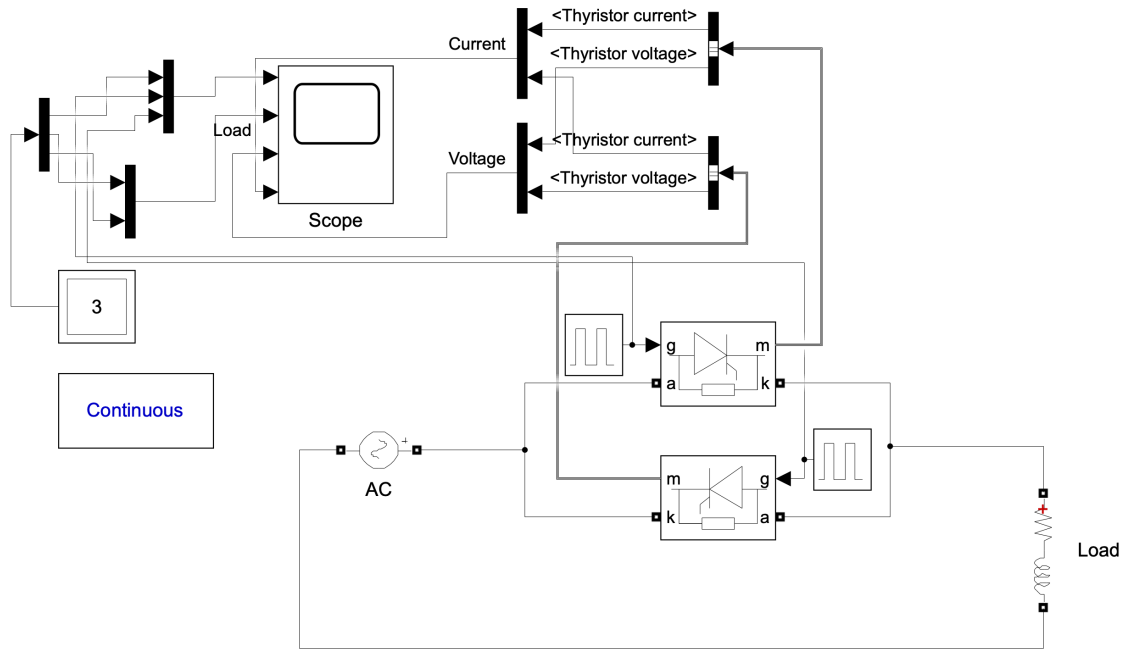 <Thyristor current>
Current
<Thyristor voltage>
Load
<Thyristor current>
Voltage
<Thyristor voltage>
Scope
3
g
m
a
k
Continuous
+
AC
m
g
k
a
+
Load